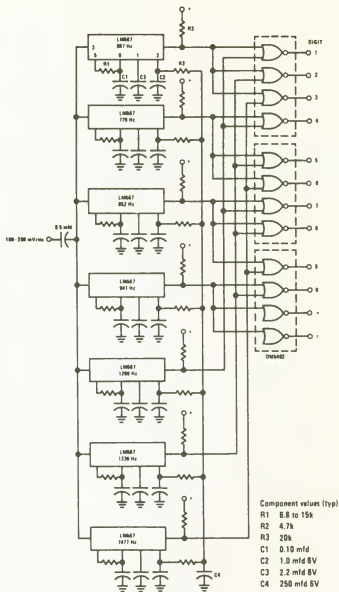 DIGIT
LM567
697 Hz
3
5 6 1 2
R1
C1 C3 C2
R2
R3
+
1
2
3
4
LM567
770 Hz
+
5
6
7
8
LM567
852 Hz
+
0.5 mfd
100-200 mVrms
LM567
941 Hz
+
9
0
DM5402
LM567
1209 Hz
+
LM567
1336 Hz
+
LM567
1477 Hz
+
C4
Component values (typ)
R1 6.8 to 15k
R2 4.7k
R3 20k
C1 0.10 mfd
C2 1.0 mfd 6V
C3 2.2 mfd 6V
C4 250 mfd 6V